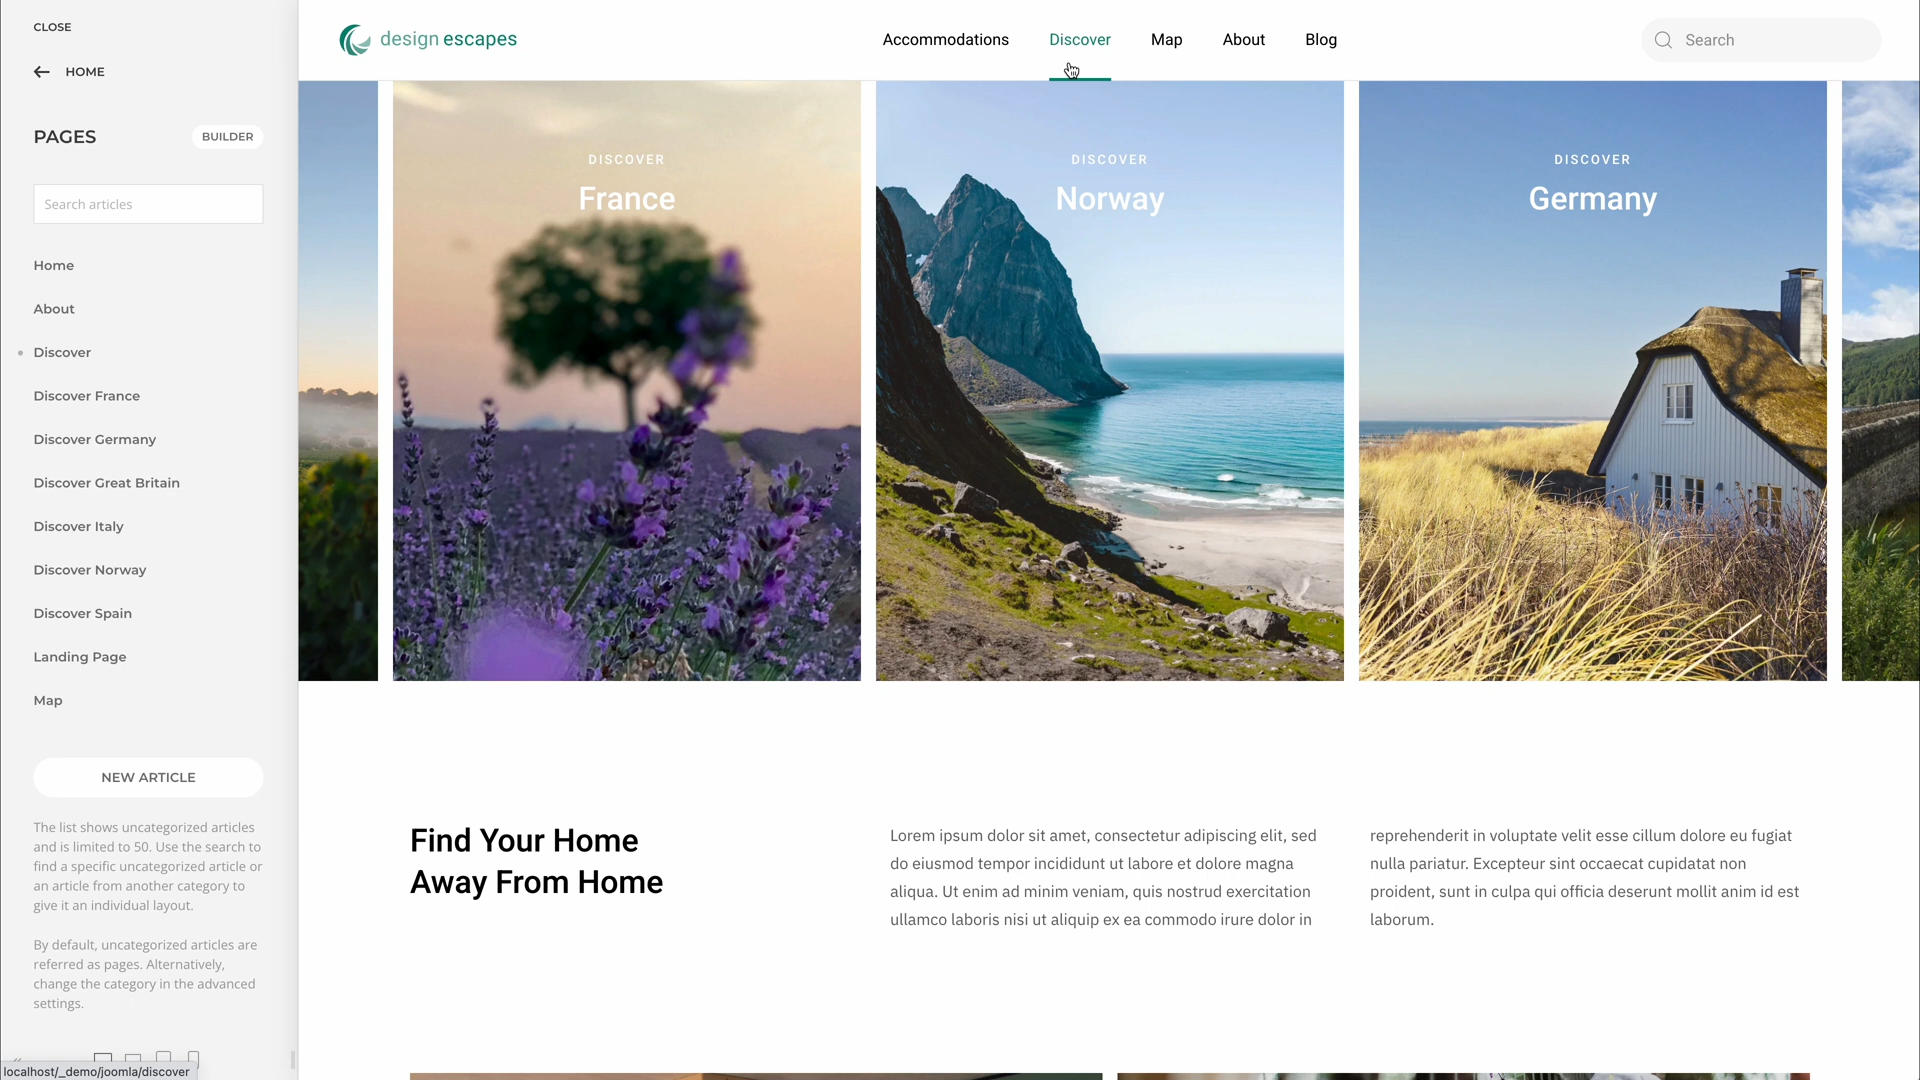 CLOSE
HOME
PAGES
BUILDER
Search articles
Home
About
Discover
Discover France
Discover Germany
Discover Great Britain
Discover Italy
Discover Norway
Discover Spain
Landing Page
Map
NEW ARTICLE
The list shows uncategorized articles
and is limited to 50. Use the search to
find a specific uncategorized article or
an article from another category to
give it an individual layout.
By default, uncategorized articles are
referred as pages. Alternatively,
change the category in the advanced
settings.
localhost/_demo/joomla/discover
design escapes
Accommodations
Discover
Map
About
Blog
Search
DISCOVER
France
DISCOVER
Norway
DISCOVER
Germany
Find Your Home
Away From Home
Lorem ipsum dolor sit amet, consectetur adipiscing elit, sed
do eiusmod tempor incididunt ut labore et dolore magna
aliqua. Ut enim ad minim veniam, quis nostrud exercitation
ullamco laboris nisi ut aliquip ex ea commodo irure dolor in
reprehenderit in voluptate velit esse cillum dolore eu fugiat
nulla pariatur. Excepteur sint occaecat cupidatat non
proident, sunt in culpa qui officia deserunt mollit anim id est
laborum.